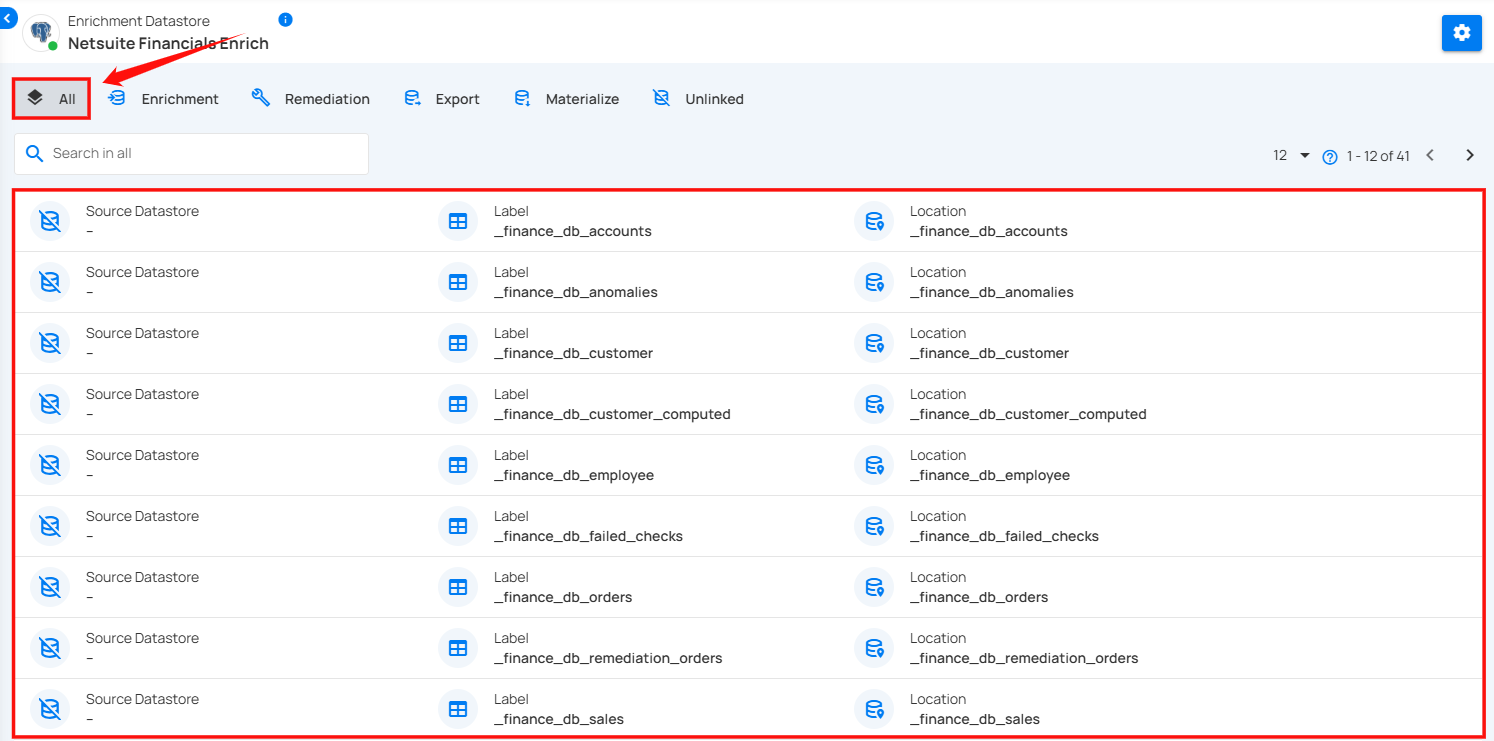 Enrichment Datastore
Netsuite Financials Enrich
All Enrichment Remediation Export Materialize Unlinked
Search in all
12 1 - 12 of 41
Source Datastore Label Location
– _finance_db_accounts _finance_db_accounts
Source Datastore Label Location
– _finance_db_anomalies _finance_db_anomalies
Source Datastore Label Location
– _finance_db_customer _finance_db_customer
Source Datastore Label Location
– _finance_db_customer_computed _finance_db_customer_computed
Source Datastore Label Location
– _finance_db_employee _finance_db_employee
Source Datastore Label Location
– _finance_db_failed_checks _finance_db_failed_checks
Source Datastore Label Location
– _finance_db_orders _finance_db_orders
Source Datastore Label Location
– _finance_db_remediation_orders _finance_db_remediation_orders
Source Datastore Label Location
– _finance_db_sales _finance_db_sales